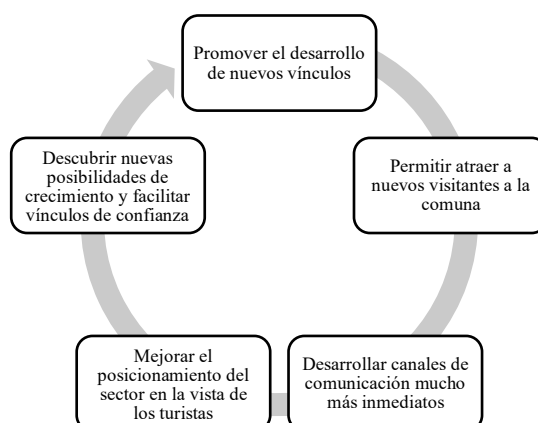 Promover el desarrollo
de nuevos vínculos
Permitir atraer a
nuevos visitantes a la
comuna
Desarrollar canales de
comunicación mucho
más inmediatos
Mejorar el
posicionamiento del
sector en la vista de
los turistas
Descubrir nuevas
posibilidades de
crecimiento y facilitar
vínculos de confianza